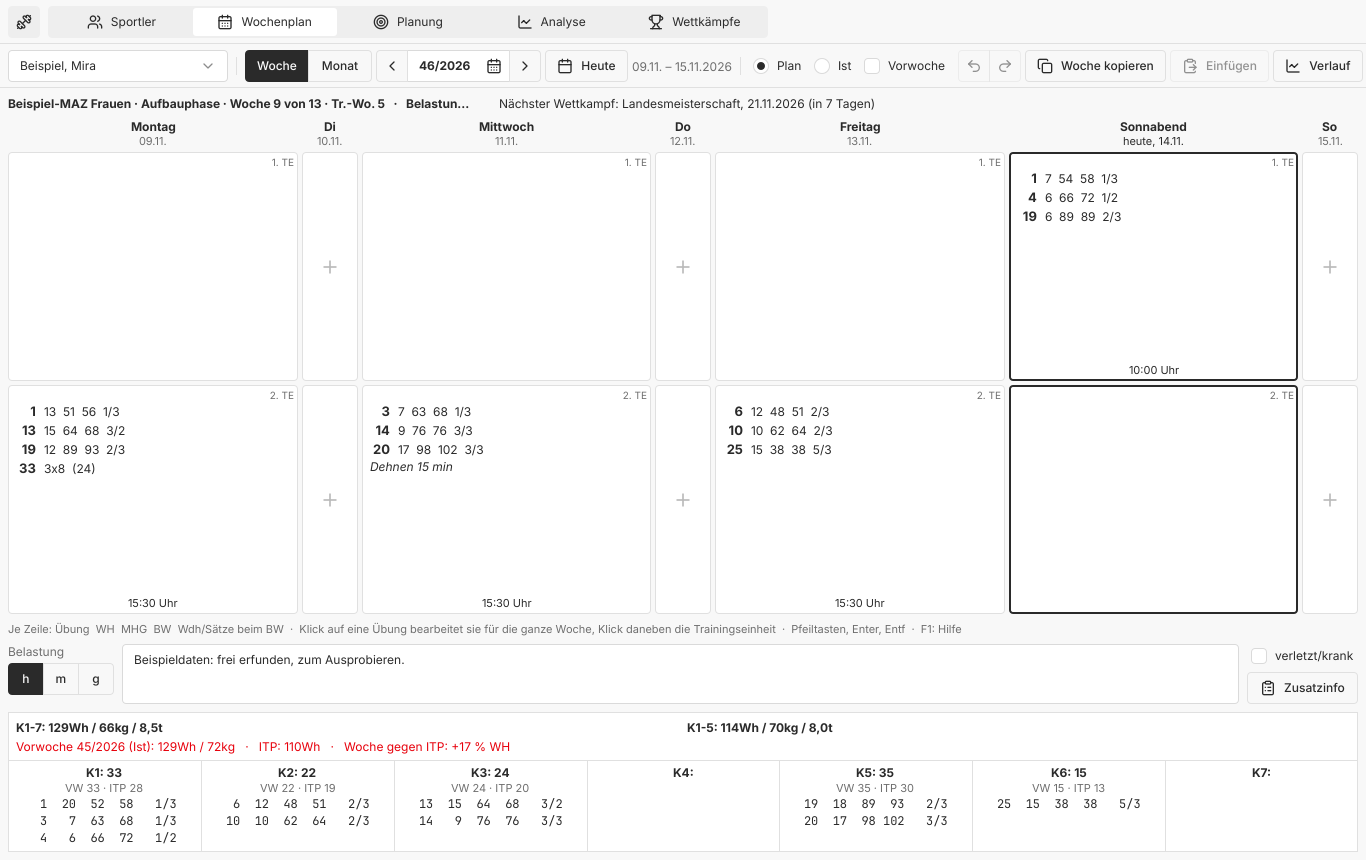 Sportler Wochenplan Planung Analyse Wettkämpfe
Beispiel, Mira Woche Monat 46/2026 Heute 09.11. – 15.11.2026 Plan Ist Vorwoche Woche kopieren Einfügen Verlauf
Beispiel-MAZ Frauen · Aufbauphase · Woche 9 von 13 · Tr.-Wo. 5 · Belastun... Nächster Wettkampf: Landesmeisterschaft, 21.11.2026 (in 7 Tagen)
Montag Di Mittwoch Do Freitag Sonnabend So
09.11. 10.11. 11.11. 12.11. 13.11. heute, 14.11. 15.11.
1. TE
1. TE
1. TE
1. TE
1 7 54 58 1/3
4 6 66 72 1/2
19 6 89 89 2/3
10:00 Uhr
2. TE
1 13 51 56 1/3
13 15 64 68 3/2
19 12 89 93 2/3
33 3x8 (24)
15:30 Uhr
2. TE
3 7 63 68 1/3
14 9 76 76 3/3
20 17 98 102 3/3
Dehnen 15 min
15:30 Uhr
2. TE
6 12 48 51 2/3
10 10 62 64 2/3
25 15 38 38 5/3
15:30 Uhr
2. TE
Je Zeile: Übung WH MHG BW Wdh/Sätze beim BW · Klick auf eine Übung bearbeitet sie für die ganze Woche, Klick daneben die Trainingseinheit · Pfeiltasten, Enter, Entf · F1: Hilfe
Belastung
h m g
Beispieldaten: frei erfunden, zum Ausprobieren.
verletzt/krank
Zusatzinfo
K1-7: 129Wh / 66kg / 8,5t K1-5: 114Wh / 70kg / 8,0t
Vorwoche 45/2026 (Ist): 129Wh / 72kg · ITP: 110Wh · Woche gegen ITP: +17 % WH
K1: 33
VW 33 · ITP 28
1 20 52 58 1/3
3 7 63 68 1/3
4 6 66 72 1/2
K2: 22
VW 22 · ITP 19
6 12 48 51 2/3
10 10 62 64 2/3
K3: 24
VW 24 · ITP 20
13 15 64 68 3/2
14 9 76 76 3/3
K4:
K5: 35
VW 35 · ITP 30
19 18 89 93 2/3
20 17 98 102 3/3
K6: 15
VW 15 · ITP 13
25 15 38 38 5/3
K7: